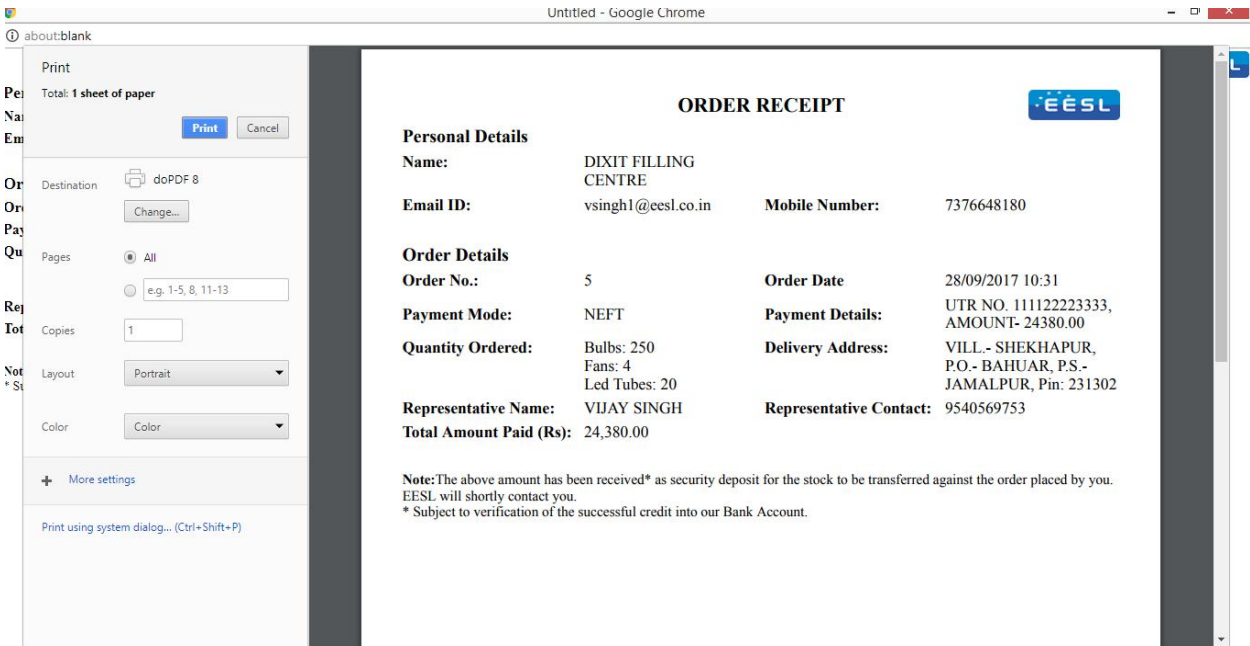 Untitled - Google Chrome
about:blank
Print
Total: 1 sheet of paper
Print Cancel
Destination doPDF 8
Change...
Pages All
e.g. 1-5, 8, 11-13
Copies 1
Layout Portrait
Color Color
+ More settings
Print using system dialog... (Ctrl+Shift+P)
ORDER RECEIPT
EESL
Personal Details
Name: DIXIT FILLING
CENTRE
Email ID: vsingh1@eesl.co.in Mobile Number: 7376648180
Order Details
Order No.: 5 Order Date 28/09/2017 10:31
Payment Mode: NEFT Payment Details: UTR NO. 111122223333,
AMOUNT- 24380.00
Quantity Ordered: Bulbs: 250 Delivery Address: VILL.- SHEKHAPUR,
Fans: 4 P.O.- BAHUAR, P.S.-
Led Tubes: 20 JAMALPUR, Pin: 231302
Representative Name: VIJAY SINGH Representative Contact: 9540569753
Total Amount Paid (Rs): 24,380.00
Note:The above amount has been received* as security deposit for the stock to be transferred against the order placed by you.
EESL will shortly contact you.
* Subject to verification of the successful credit into our Bank Account.